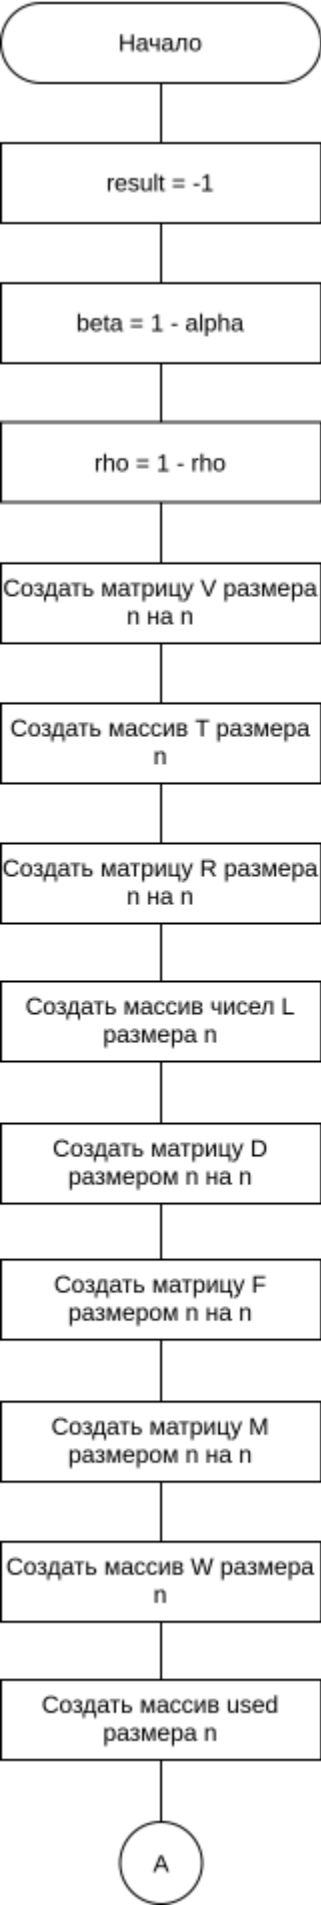 Начало
result = -1
beta = 1 - alpha
rho = 1 - rho
Создать матрицу V размера
n на n
Создать массив T размера
n
Создать матрицу R размера
n на n
Создать массив чисел L
размера n
Создать матрицу D
размером n на n
Создать матрицу F
размером n на n
Создать матрицу M
размером n на n
Создать массив W размера
n
Создать массив used
размера n
A